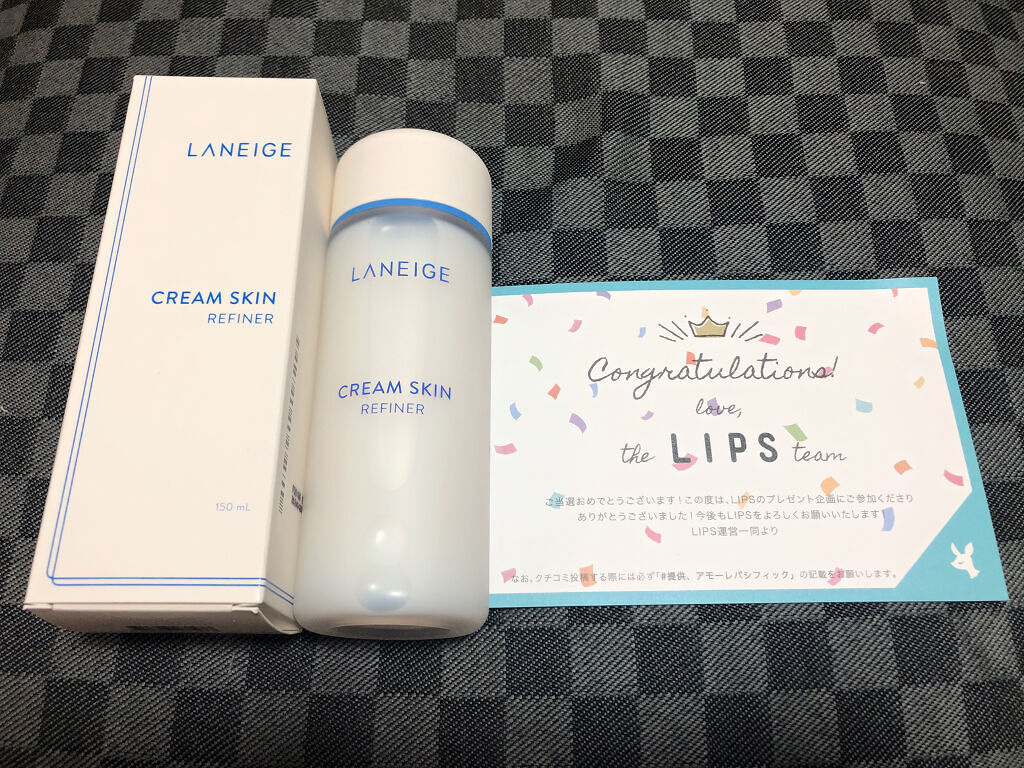 LANEIGE
CREAM SKIN
REFINER
150 mL
LANEIGE
CREAM SKIN
REFINER
Congratulations!
love,
the LIPS team
ご当選おめでとうございます！この度は、LIPSのプレゼント企画にご参加くださり
ありがとうございました！今後もLIPSをよろしくお願いいたします！
LIPS運営一同より
なお、クチコミ投稿する際には必ず「#提供、アモーレパシフィック」の記載をお願いします。